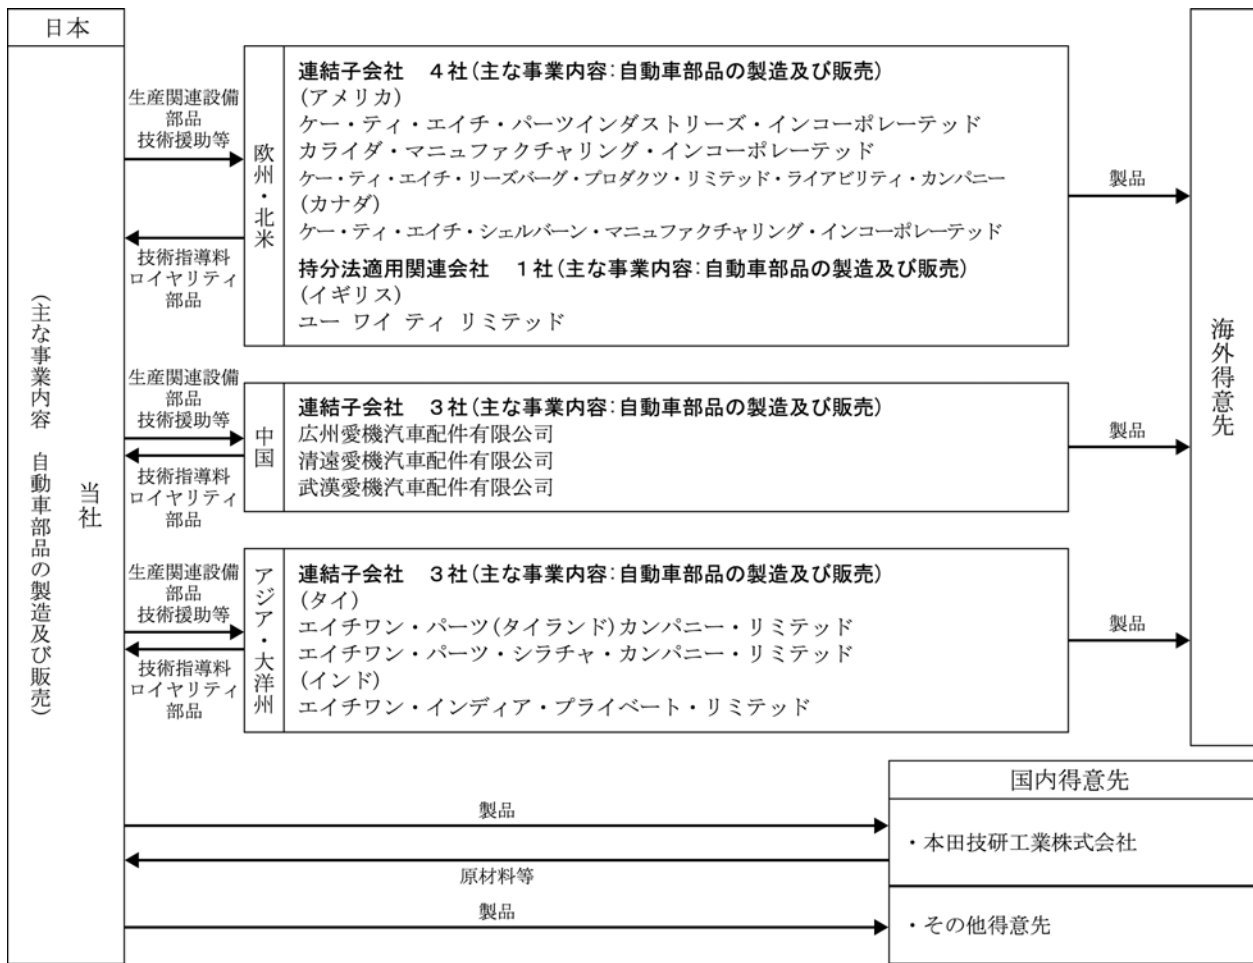 日本
(主な事業内容　自動車部品の製造及び販売)
当社
生産関連設備
部品
技術援助等
技術指導料
ロイヤリティ
部品
欧州・北米
連結子会社　４社(主な事業内容:自動車部品の製造及び販売)
(アメリカ)
ケー・ティ・エイチ・パーツインダストリーズ・インコーポレーテッド
カライダ・マニュファクチャリング・インコーポレーテッド
ケー・ティ・エイチ・リーズバーグ・プロダクツ・リミテッド・ライアビリティ・カンパニー
(カナダ)
ケー・ティ・エイチ・シェルバーン・マニュファクチャリング・インコーポレーテッド
持分法適用関連会社　１社(主な事業内容:自動車部品の製造及び販売)
(イギリス)
ユー ワイ ティ リミテッド
製品
生産関連設備
部品
技術援助等
技術指導料
ロイヤリティ
部品
中国
連結子会社　３社(主な事業内容:自動車部品の製造及び販売)
広州愛機汽車配件有限公司
清遠愛機汽車配件有限公司
武漢愛機汽車配件有限公司
製品
生産関連設備
部品
技術援助等
技術指導料
ロイヤリティ
部品
アジア・大洋州
連結子会社　３社(主な事業内容:自動車部品の製造及び販売)
(タイ)
エイチワン・パーツ(タイランド)カンパニー・リミテッド
エイチワン・パーツ・シラチャ・カンパニー・リミテッド
(インド)
エイチワン・インディア・プライベート・リミテッド
製品
海外得意先
国内得意先
製品
・本田技研工業株式会社
原材料等
製品
・その他得意先